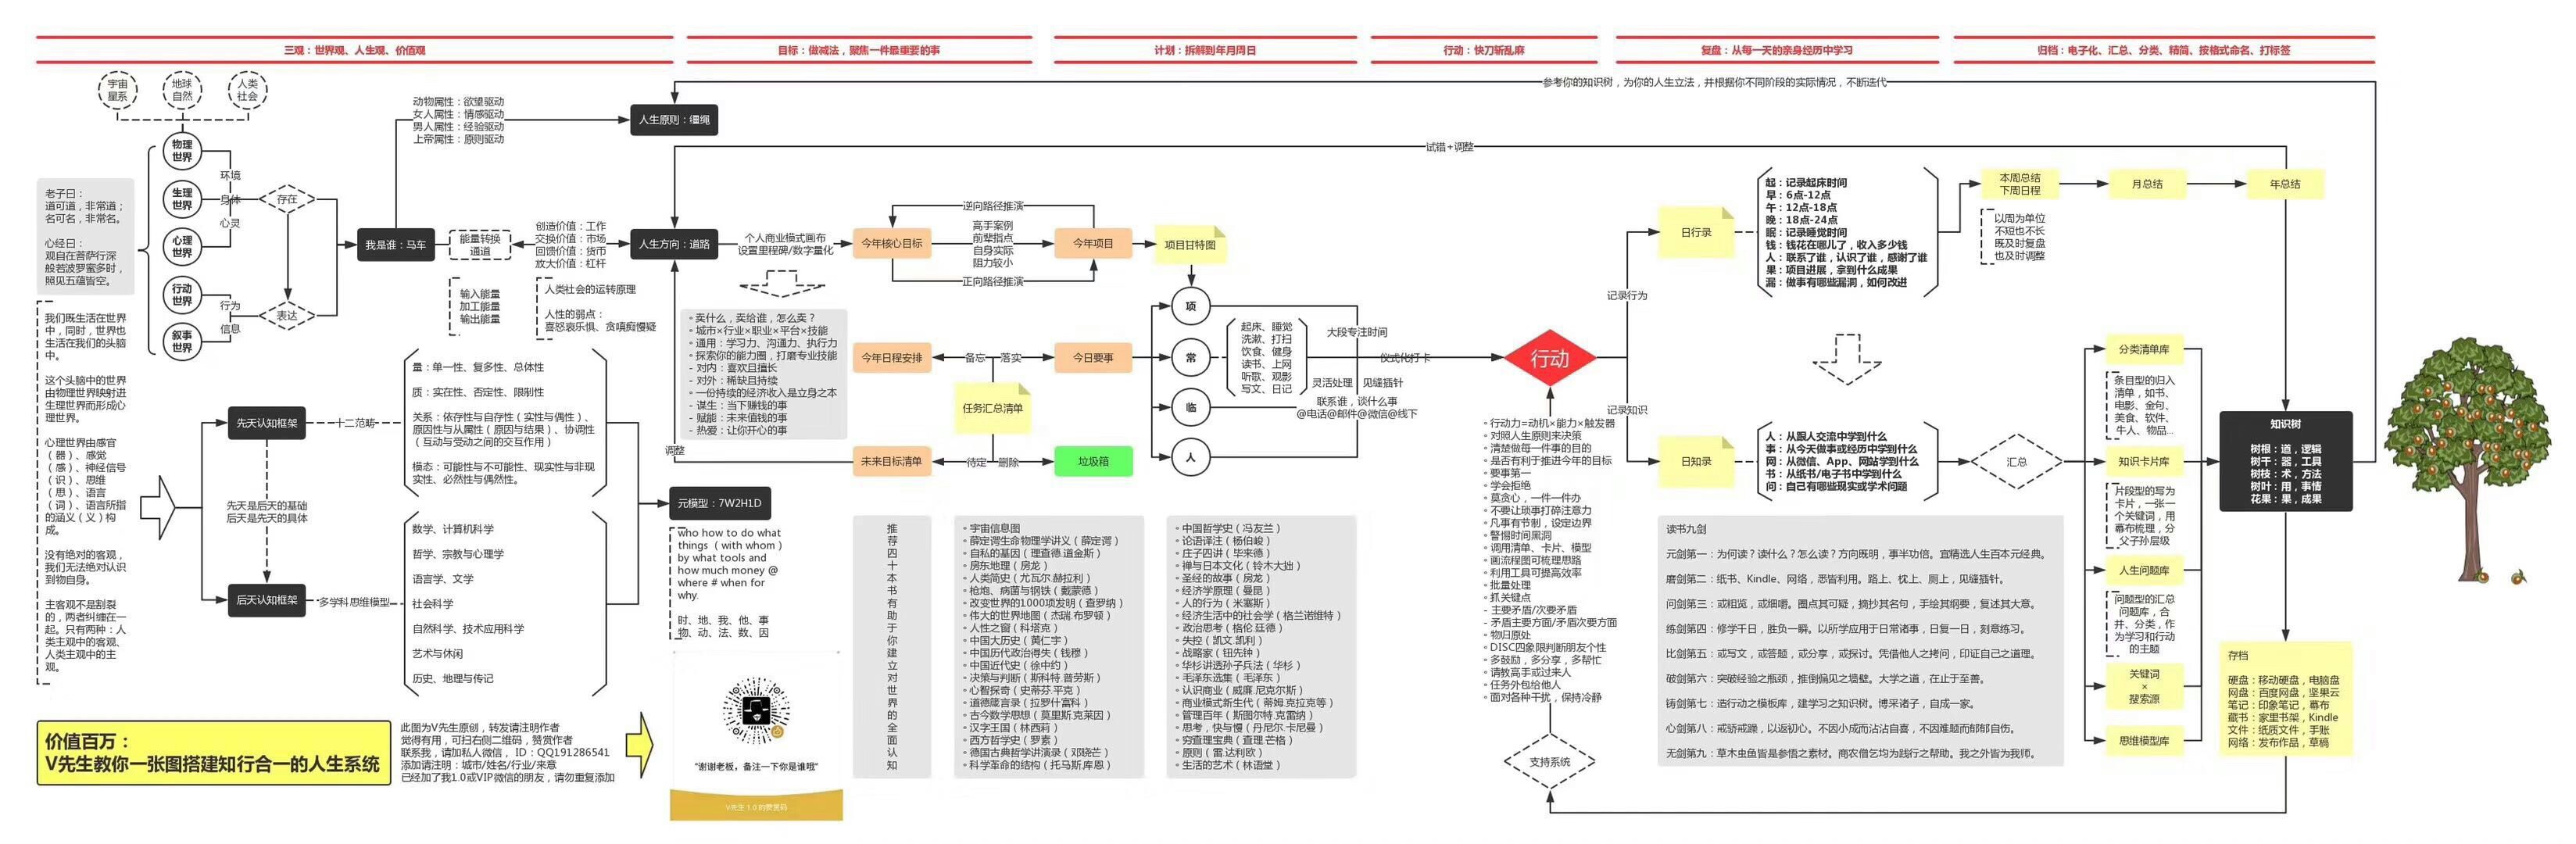 三观：世界观、人生观、价值观
目标：做减法，聚焦一件最重要的事
计划：拆解到年月周日
行动：快刀斩乱麻
复盘：从每一天的亲身经历中学习
归档：电子化、汇总、分类、精简、按格式命名、打标签
宇宙
星系
地球
自然
人类
社会
物理
世界
生理
世界
心理
世界
行动
世界
叙事
世界
环境
身体
心灵
行为
信息
存在
表达
老子曰：
道可道，非常道；
名可名，非常名。
心经曰：
观自在菩萨行深
般若波罗蜜多时，
照见五蕴皆空。
我们既生活在世界
中，同时，世界也
生活在我们的头脑
中。
这个头脑中的世界
由物理世界映射进
生理世界而形成心
理世界。
心理世界由感官
（器）、感觉
（感）、神经信号
（识）、思维
（思）、语言
（词）、语言所指
的涵义（义）构
成。
没有绝对的客观，
我们无法绝对认识
到物自身。
主客观不是割裂
的，两者纠缠在一
起。只有两种：人
类主观中的客观、
人类主观中的主
观。
动物属性：欲望驱动
女人属性：情感驱动
男人属性：经验驱动
上帝属性：原则驱动
人生原则：缰绳
我是谁：马车
能量转换
通道
输入能量
加工能量
输出能量
创造价值：工作
交换价值：市场
回馈价值：货币
放大价值：杠杆
人类社会的运转原理
人性的弱点：
喜怒哀乐惧、贪嗔痴慢疑
人生方向：道路
先天认知框架
十二范畴
量：单一性、复多性、总体性
质：实在性、否定性、限制性
关系：依存性与自存性（实性与偶性）、
原因性与从属性（原因与结果）、协调性
（互动与受动之间的交互作用）
模态：可能性与不可能性、现实性与非现
实性、必然性与偶然性。
先天是后天的基础
后天是先天的具体
后天认知框架
多学科思维模型
数学、计算机科学
哲学、宗教与心理学
语言学、文学
社会科学
自然科学、技术应用科学
艺术与休闲
历史、地理与传记
元模型：7W2H1D
who how to do what
things（with whom）
by what tools and
how much money @
where # when for
why.
时、地、我、他、事
物、动、法、数、因
价值百万：
V先生教你一张图搭建知行合一的人生系统
此图为V先生原创，转发请注明作者
觉得有用，可扫右侧二维码，赞赏作者
联系我，请加私人微信，ID：QQ191286541
添加请注明：城市/姓名/行业/来意
已经加了我1.0或VIP微信的朋友，请勿重复添加
“谢谢老板，备注一下你是谁哦”
V先生 1.0 的赞赏码
个人商业模式画布
设置里程碑/数字量化
◦卖什么，卖给谁，怎么卖？
◦城市×行业×职业×平台×技能
◦通用：学习力、沟通力、执行力
◦探索你的能力圈，打磨专业技能
- 对内：喜欢且擅长
- 对外：稀缺且持续
◦一份持续的经济收入是立身之本
- 谋生：当下赚钱的事
- 赋能：未来值钱的事
- 热爱：让你开心的事
调整
今年核心目标
逆向路径推演
高手案例
前辈指点
自身实际
阻力较小
正向路径推演
今年项目
项目甘特图
今年日程安排
备忘
落实
今日要事
任务汇总清单
未来目标清单
待定
删除
垃圾箱
项
常
临
人
起床、睡觉
洗漱、打扫
饮食、健身
读书、上网
听歌、观影
写文、日记
大段专注时间
仪式化打卡
灵活处理
见缝插针
联系谁，谈什么事
@电话@邮件@微信@线下
推
荐
四
十
本
书
有
助
于
你
建
立
对
世
界
的
全
面
认
知
◦宇宙信息图
◦薛定谔生命物理学讲义（薛定谔）
◦自私的基因（理查德.道金斯）
◦房东地理（房龙）
◦人类简史（尤瓦尔.赫拉利）
◦枪炮、病菌与钢铁（戴蒙德）
◦改变世界的1000项发明（查罗纳）
◦伟大的世界地图（杰瑞.布罗顿）
◦人性之窗（科塔克）
◦中国大历史（黄仁宇）
◦中国历代政治得失（钱穆）
◦中国近代史（徐中约）
◦决策与判断（斯科特.普劳斯）
◦心智探奇（史蒂芬.平克）
◦道德箴言录（拉罗什富科）
◦古今数学思想（莫里斯.克莱因）
◦汉字王国（林西莉）
◦西方哲学史（罗素）
◦德国古典哲学讲演录（邓晓芒）
◦科学革命的结构（托马斯.库恩）
◦中国哲学史（冯友兰）
◦论语译注（杨伯峻）
◦庄子四讲（毕来德）
◦禅与日本文化（铃木大拙）
◦圣经的故事（房龙）
◦经济学原理（曼昆）
◦人的行为（米塞斯）
◦经济生活中的社会学（格兰诺维特）
◦政治思考（格伦.廷德）
◦失控（凯文.凯利）
◦战略家（钮先钟）
◦华杉讲透孙子兵法（华杉）
◦毛泽东选集（毛泽东）
◦认识商业（威廉.尼克尔斯）
◦商业模式新生代（蒂姆.克拉克等）
◦管理百年（斯图尔特.克雷纳）
◦思考，快与慢（丹尼尔.卡尼曼）
◦穷查理宝典（查理.芒格）
◦原则（雷.达利欧）
◦生活的艺术（林语堂）
参考你的知识树，为你的人生立法，并根据你不同阶段的实际情况，不断迭代
试错+调整
行动
◦行动力=动机×能力×触发器
◦对照人生原则来决策
◦清楚做每一件事的目的
◦是否有利于推进今年的目标
◦要事第一
◦学会拒绝
◦莫贪心，一件一件办
◦不要让琐事打碎注意力
◦凡事有节制，设定边界
◦警惕时间黑洞
◦调用清单、卡片、模型
◦画流程图可梳理思路
◦利用工具可提高效率
◦批量处理
◦抓关键点
- 主要矛盾/次要矛盾
- 矛盾主要方面/矛盾次要方面
◦物归原处
◦DISC四象限判断朋友个性
◦多鼓励，多分享，多帮忙
◦请教高手或过来人
◦任务外包给他人
◦面对各种干扰，保持冷静
支持系统
记录行为
记录知识
日行录
起：记录起床时间
早：6点-12点
午：12点-18点
晚：18点-24点
眠：记录睡觉时间
钱：钱花在哪儿了，收入多少钱
人：联系了谁，认识了谁，感谢了谁
果：项目进展，拿到什么成果
漏：做事有哪些漏洞，如何改进
日知录
人：从跟人交流中学到什么
事：从今天做事或经历中学到什么
网：从微信、App、网站学到什么
书：从纸书/电子书中学到什么
问：自己有哪些现实或学术问题
本周总结
下周日程
以周为单位
不短也不长
既及时复盘
也及时调整
月总结
年总结
汇总
读书九剑
元剑第一：为何读？读什么？怎么读？方向既明，事半功倍。宜精选人生百本元经典。
磨剑第二：纸书、Kindle、网络，悉皆利用。路上、枕上、厕上，见缝插针。
问剑第三：或粗览，或细嚼。圈点其可疑，摘抄其名句，手绘其纲要，复述其大意。
练剑第四：修学千日，胜负一瞬。以所学应用于日常诸事，日复一日，刻意练习。
比剑第五：或写文，或答题，或分享，或探讨。凭借他人之拷问，印证自己之道理。
破剑第六：突破经验之瓶颈，推倒偏见之墙壁。大学之道，在止于至善。
铸剑第七：造行动之模板库，建学习之知识树。博采诸子，自成一家。
心剑第八：戒骄戒躁，以返初心。不因小成而沾沾自喜，不因难题而郁郁自伤。
无剑第九：草木虫鱼皆是参悟之素材。商农僧乞均为践行之帮助。我之外皆为我师。
分类清单库
条目型的归入
清单，如书、
电影、金句、
美食、软件、
牛人、物品...
知识卡片库
片段型的写为
卡片，一张一
个关键词，用
幕布梳理，分
父子孙层级
人生问题库
问题型的汇总
问题库，合
并、分类，作
为学习和行动
的主题
关键词
×
搜索源
思维模型库
知识树
树根：道，逻辑
树干：器，工具
树枝：术，方法
树叶：用，事情
花果：果，成果
存档
硬盘：移动硬盘，电脑盘
网盘：百度网盘，坚果云
笔记：印象笔记，幕布
藏书：家里书架，Kindle
文件：纸质文件，手账
网络：发布作品，草稿